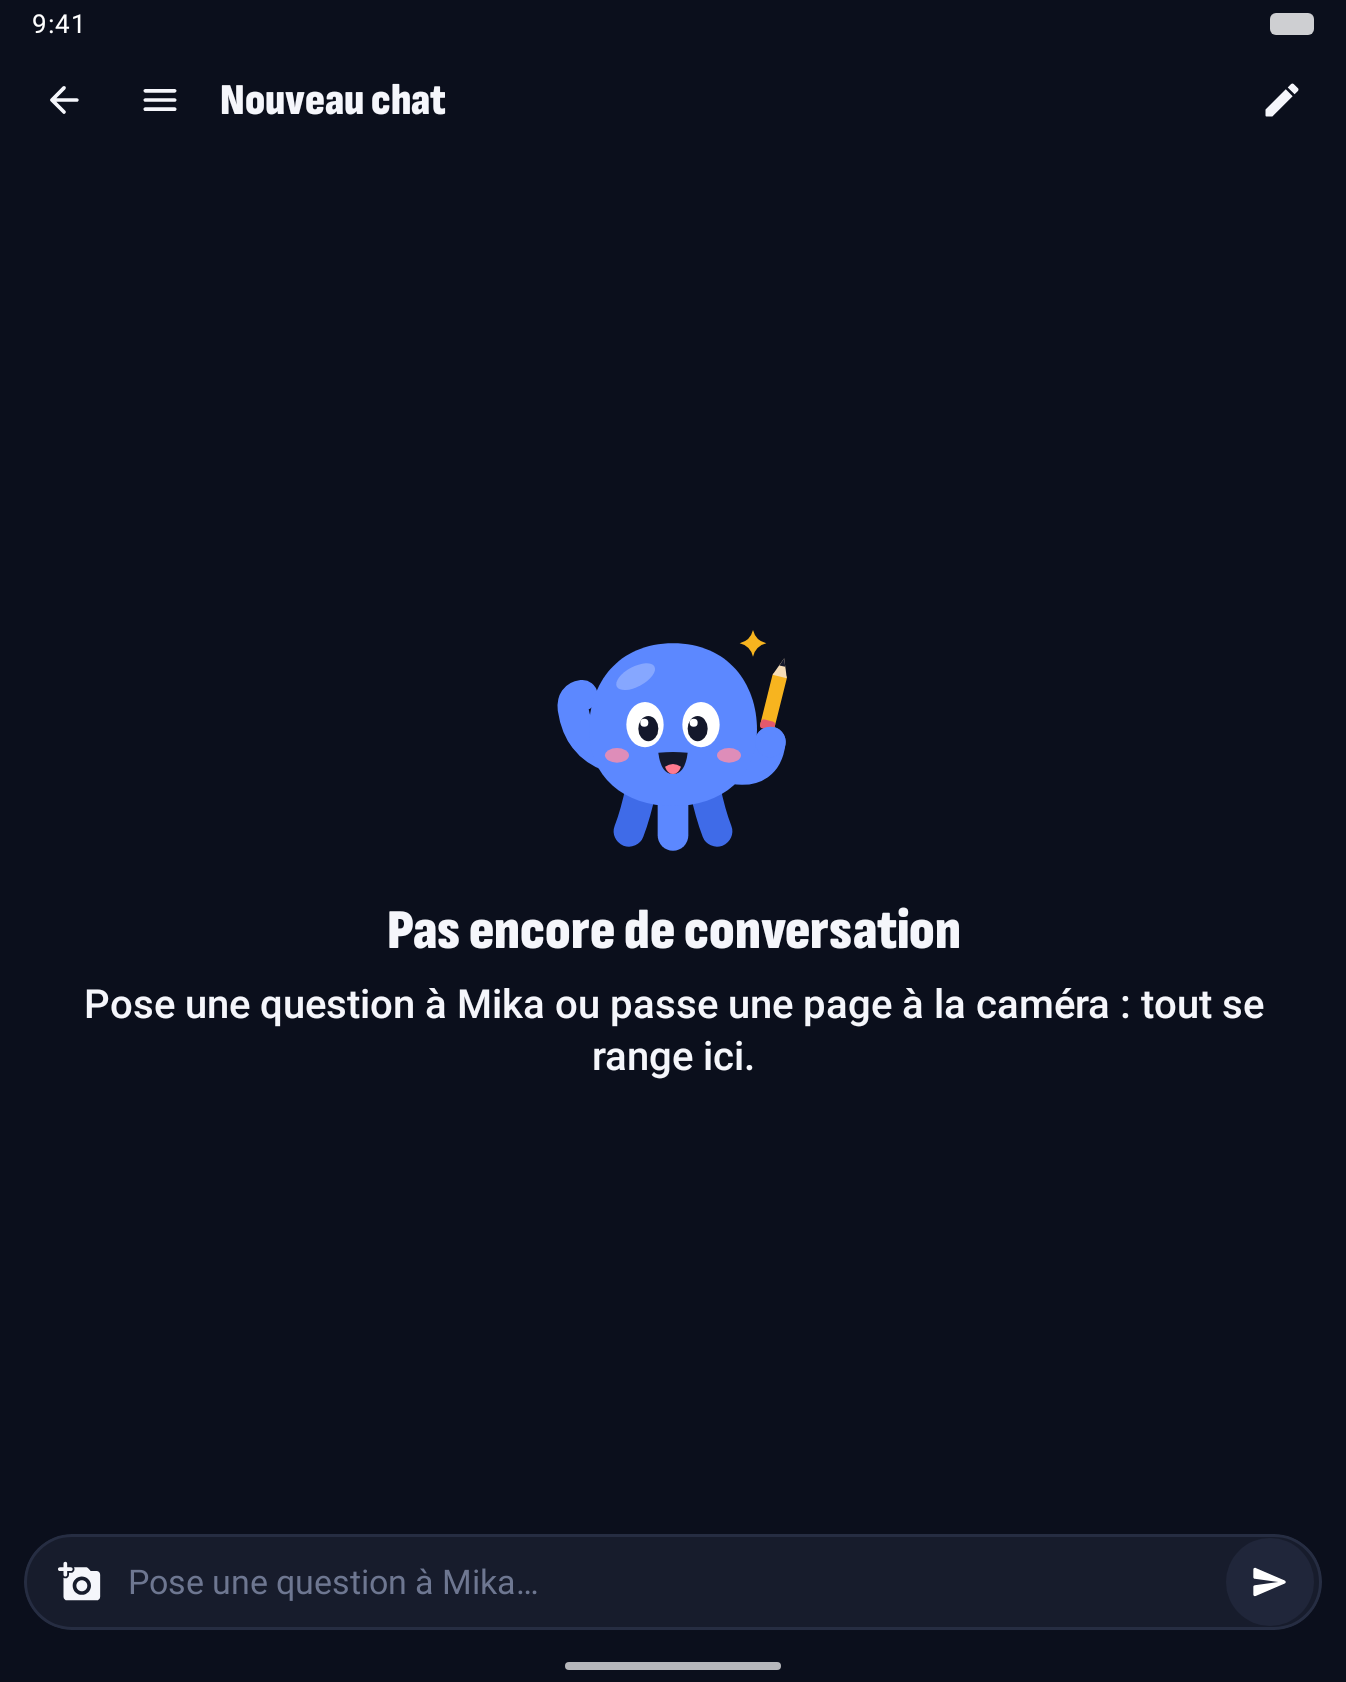 9:41
Nouveau chat
Pas encore de conversation
Pose une question à Mika ou passe une page à la caméra : tout se
range ici.
Pose une question à Mika…